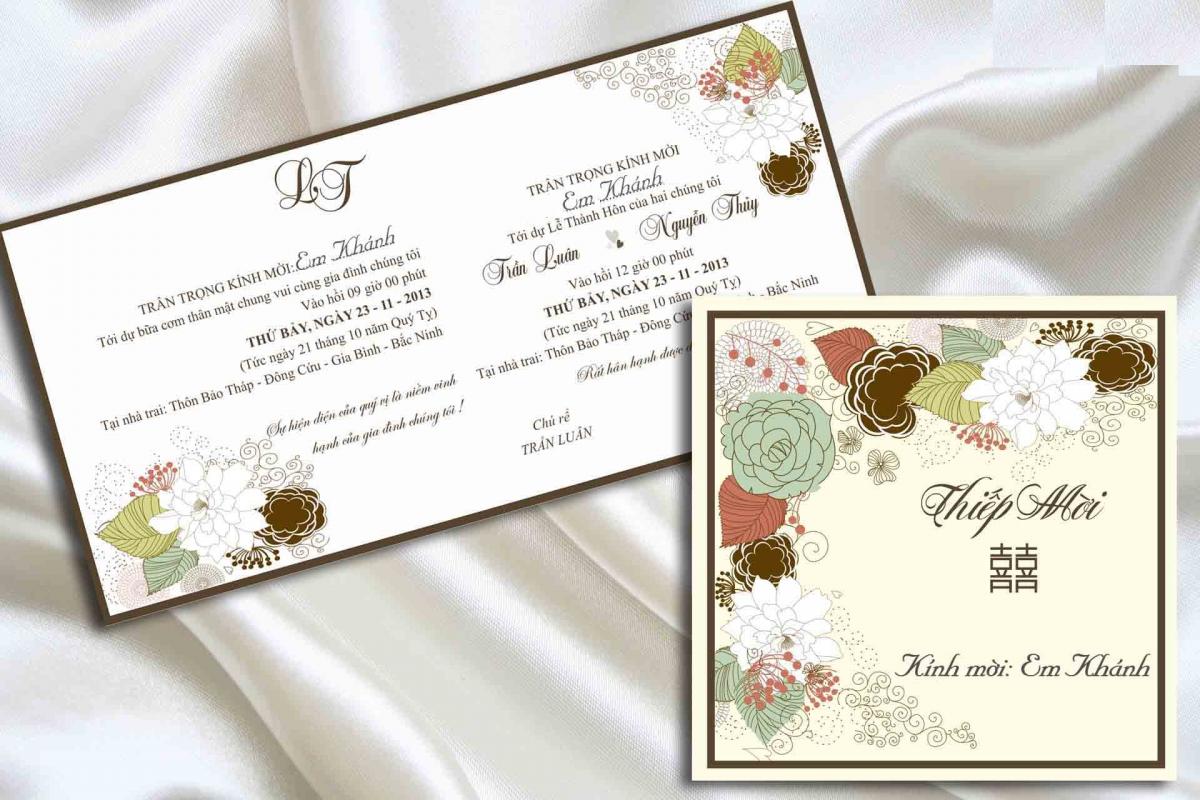 LT
TRÂN TRỌNG KÍNH MỜI: Em Khánh
Tới dự bữa cơm thân mật chung vui cùng gia đình chúng tôi
Vào hồi 09 giờ 00 phút
THỨ BẢY, NGÀY 23 - 11 - 2013
(Tức ngày 21 tháng 10 năm Quý Tỵ)
Tại nhà trai: Thôn Bảo Tháp - Đông Cứu - Gia Bình - Bắc Ninh
Sự hiện diện của quý vị là niềm vinh
hạnh của gia đình chúng tôi !
TRÂN TRỌNG KÍNH MỜI
Em Khánh
Tới dự Lễ Thành Hôn của hai chúng tôi
Trần Luân Nguyễn Thủy
Vào hồi 12 giờ 00 phút
THỨ BẢY, NGÀY 23 - 11 - 2013
(Tức ngày 21 tháng 10 năm Quý Tỵ)
Tại nhà trai: Thôn Bảo Tháp - Đông Cứu - Gia Bình - Bắc Ninh
Rất hân hạnh được
Chú rể
TRẦN LUÂN
Thiếp Mời
囍
Kính mời: Em Khánh